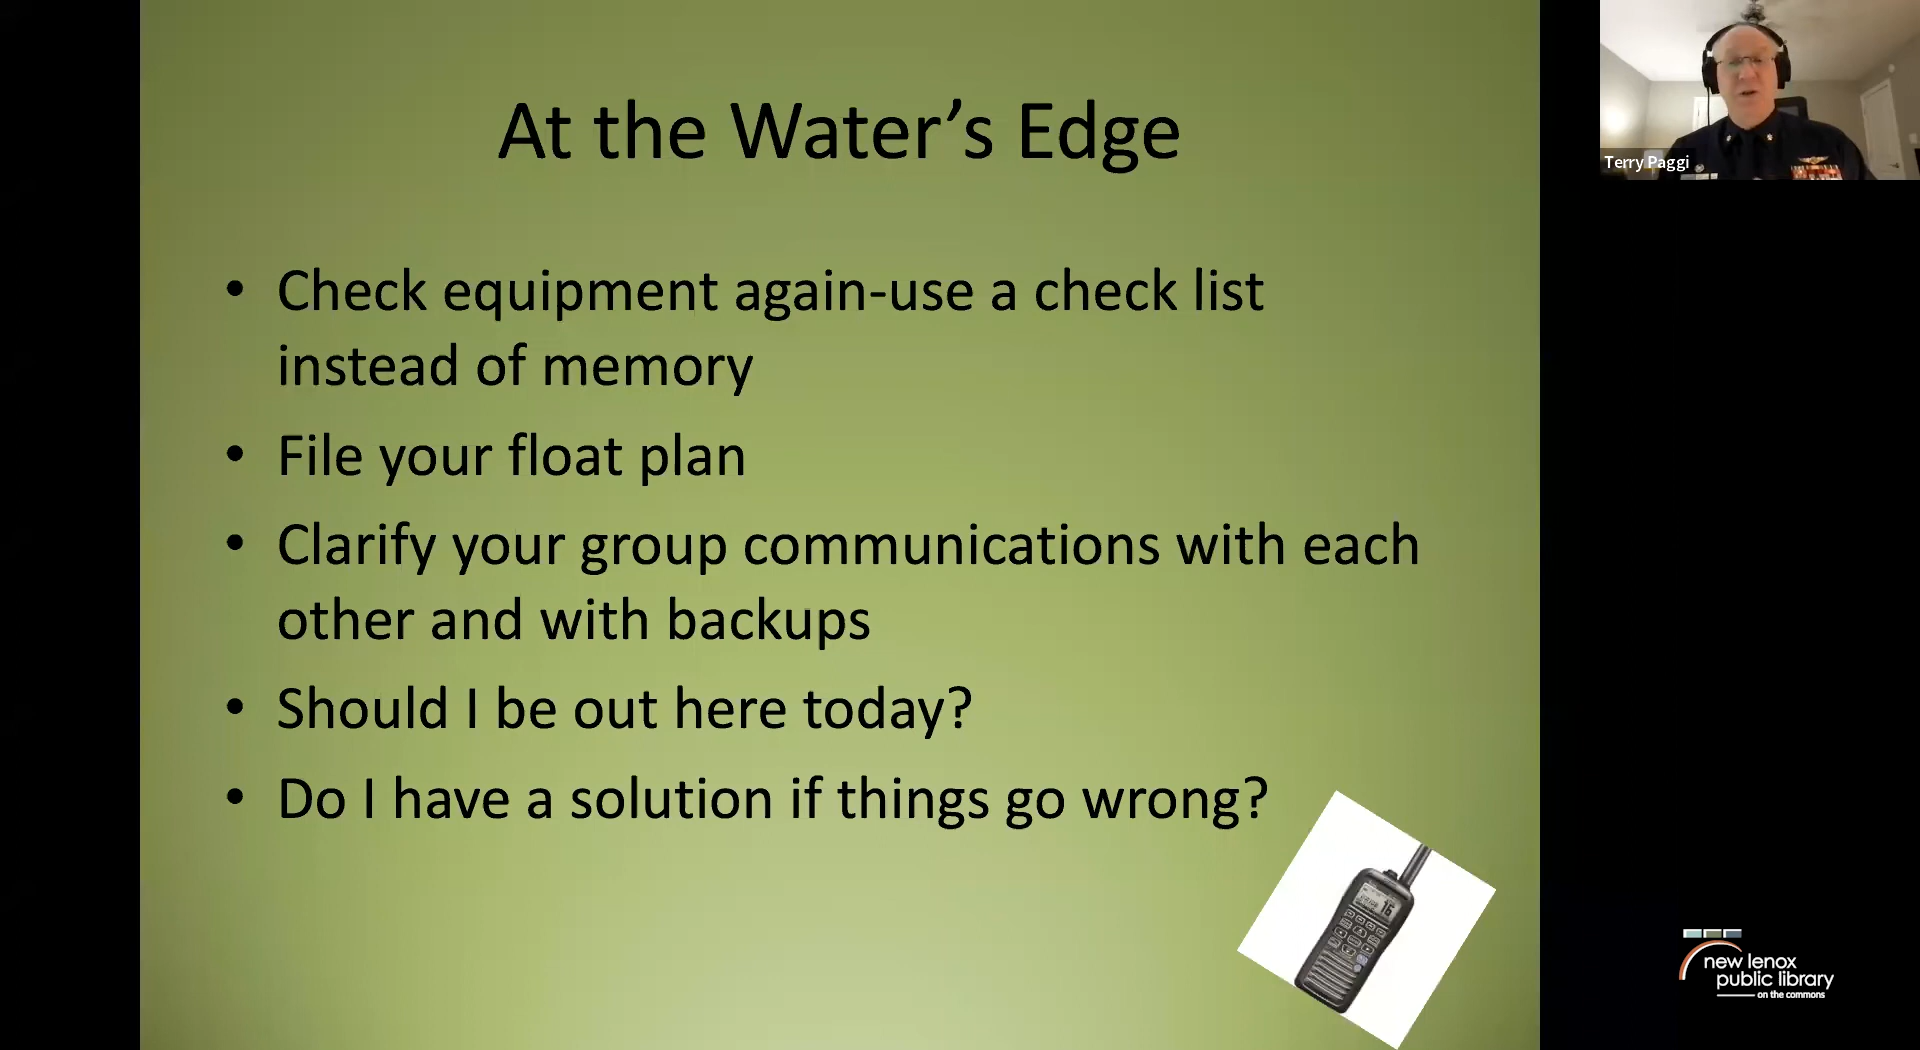 At the Water’s Edge
• Check equipment again-use a check list
instead of memory
• File your float plan
• Clarify your group communications with each
other and with backups
• Should I be out here today?
• Do I have a solution if things go wrong?
16
Terry Paggi
new lenox
public library
on the commons